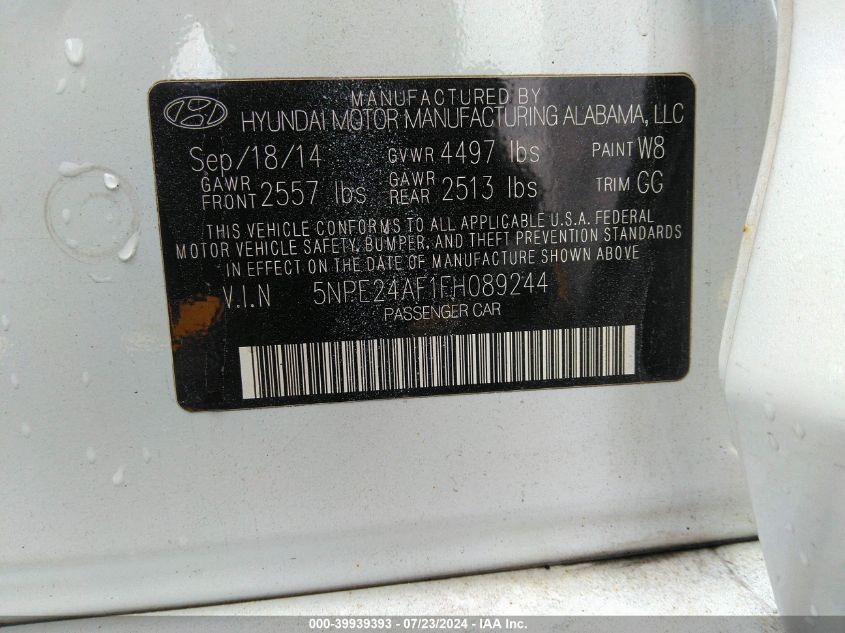 MANUFACTURED BY
HYUNDAI MOTOR MANUFACTURING ALABAMA, LLC
Sep/18/14 GVWR 4497 lbs PAINT W8
GAWR FRONT 2557 lbs GAWR REAR 2513 lbs TRIM GG
THIS VEHICLE CONFORMS TO ALL APPLICABLE U.S.A. FEDERAL
MOTOR VEHICLE SAFETY, BUMPER, AND THEFT PREVENTION STANDARDS
IN EFFECT ON THE DATE OF MANUFACTURE SHOWN ABOVE
V.I.N 5NPE24AF1FH089244
PASSENGER CAR
000-39939393 - 07/23/2024 - IAA Inc.